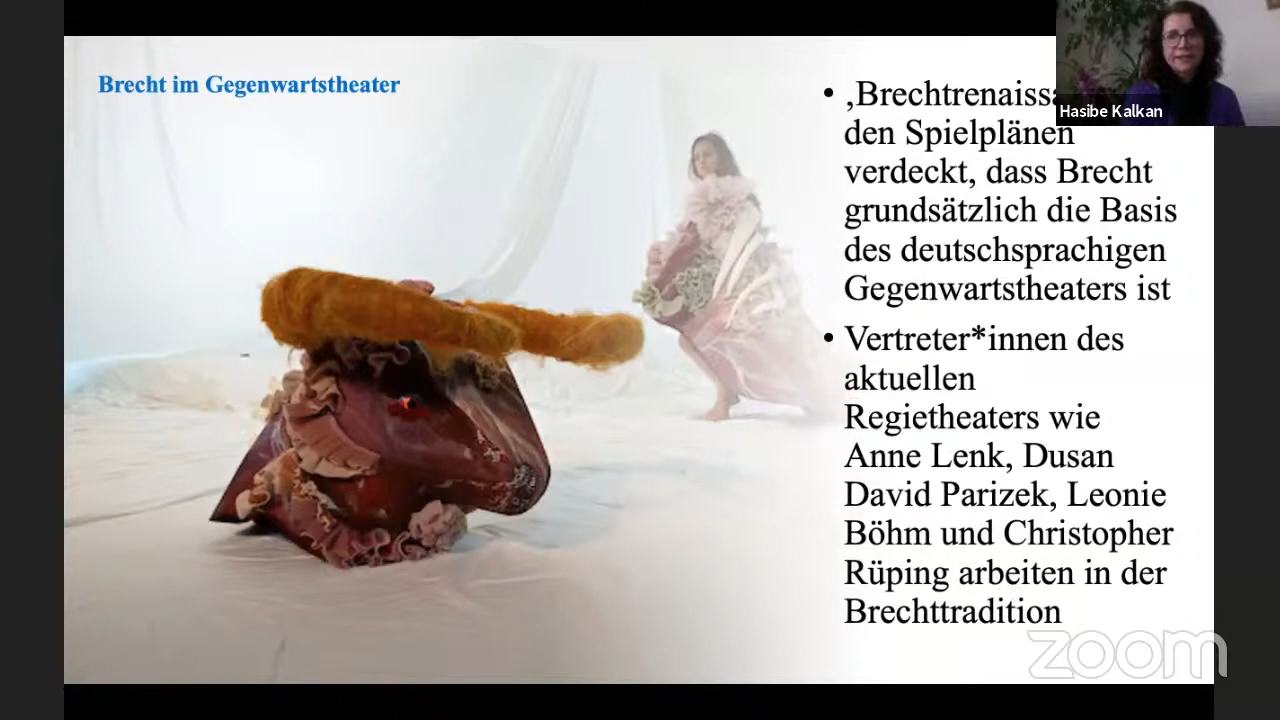 Brecht im Gegenwartstheater
Hasibe Kalkan
• ‚
den Spielplänen
verdeckt, dass Brecht
grundsätzlich die Basis
des deutschsprachigen
Gegenwartstheaters ist
• Vertreter*innen des
aktuellen
Regietheaters wie
Anne Lenk, Dusan
David Parizek, Leonie
Böhm und Christopher
Rüping arbeiten in der
Brechttradition
zoom